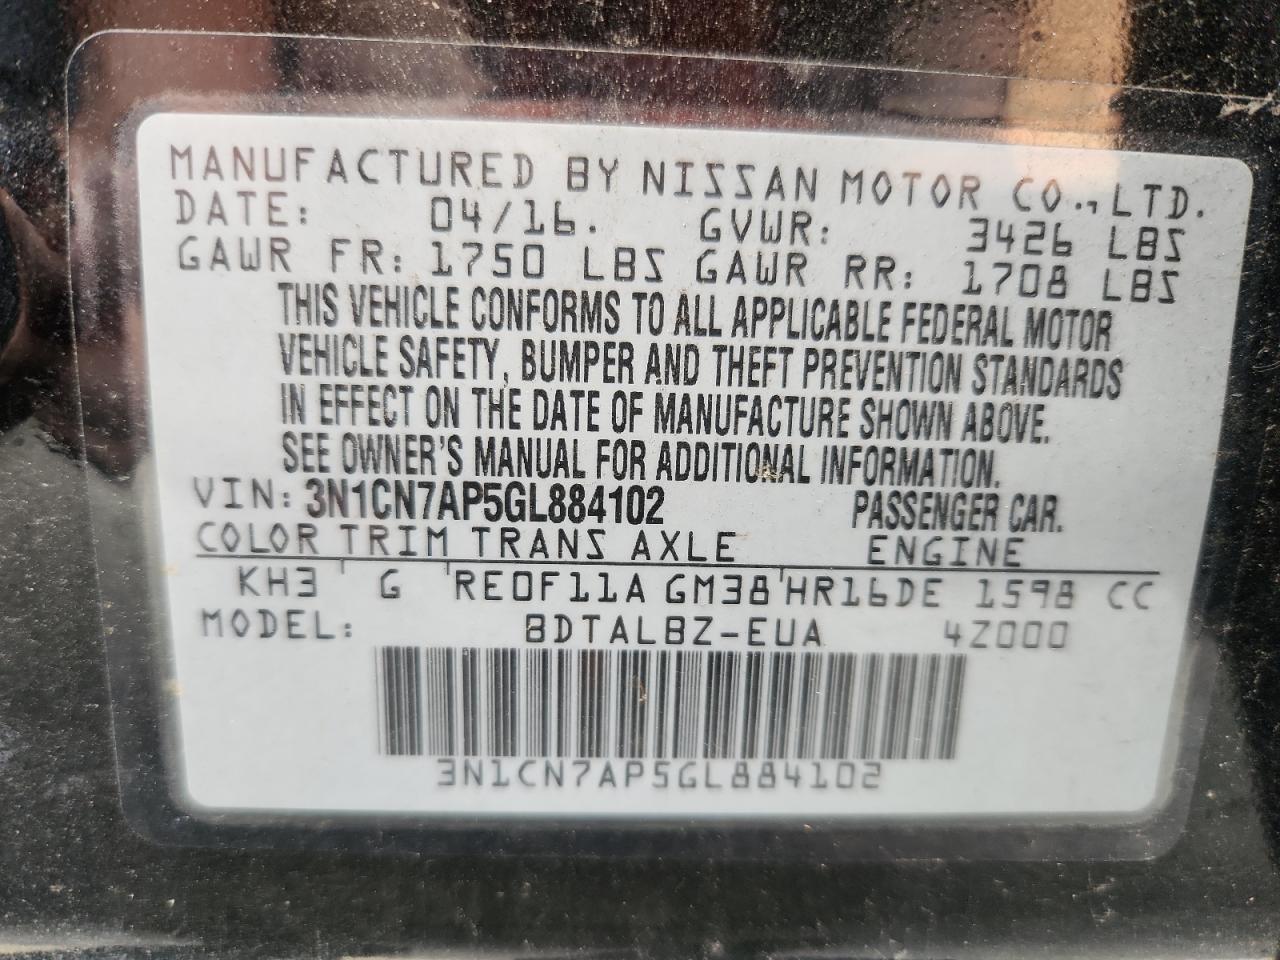 MANUFACTURED BY NISSAN MOTOR CO.,LTD.
DATE: 04/16. GVWR: 3426 LBS
GAWR FR: 1750 LBS GAWR RR: 1708 LBS
THIS VEHICLE CONFORMS TO ALL APPLICABLE FEDERAL MOTOR
VEHICLE SAFETY, BUMPER AND THEFT PREVENTION STANDARDS
IN EFFECT ON THE DATE OF MANUFACTURE SHOWN ABOVE.
SEE OWNER'S MANUAL FOR ADDITIONAL INFORMATION.
VIN: 3N1CN7AP5GL884102 PASSENGER CAR.
COLOR TRIM TRANS AXLE ENGINE
KH3 G RE0F11A GM38 HR16DE 1598 CC
MODEL: BDTALBZ-EUA 4Z000
3N1CN7AP5GL884102